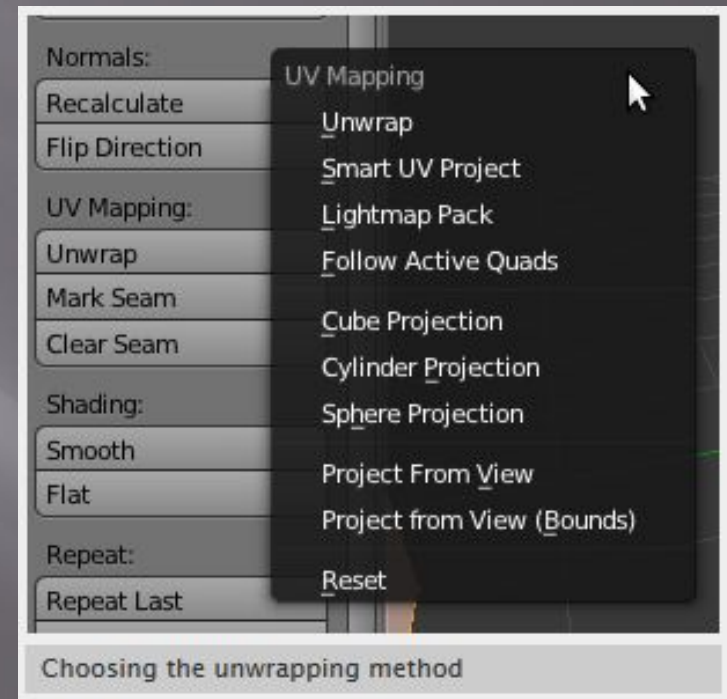 Normals:
Recalculate
Flip Direction
UV Mapping:
Unwrap
Mark Seam
Clear Seam
Shading:
Smooth
Flat
Repeat:
Repeat Last
UV Mapping
Unwrap
Smart UV Project
Lightmap Pack
Follow Active Quads
Cube Projection
Cylinder Projection
Sphere Projection
Project From View
Project from View (Bounds)
Reset
Choosing the unwrapping method